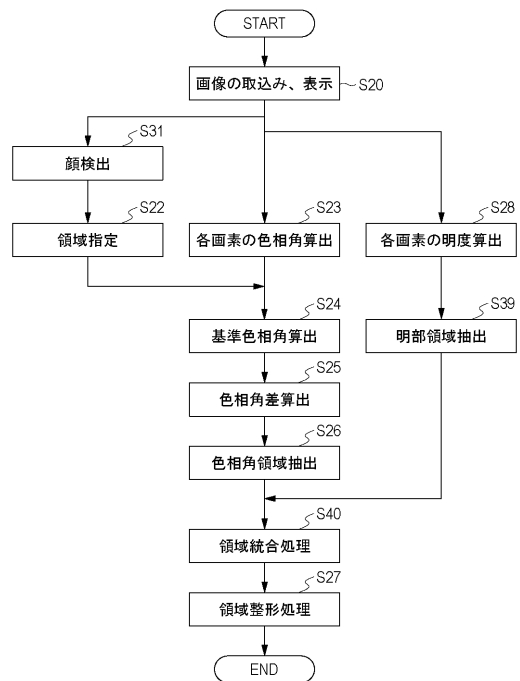 START
画像の取込み、表示
S20
S31
顔検出
S22
領域指定
S23
各画素の色相角算出
S28
各画素の明度算出
S24
基準色相角算出
S39
明部領域抽出
S25
色相角差算出
S26
色相角領域抽出
S40
領域統合処理
S27
領域整形処理
END